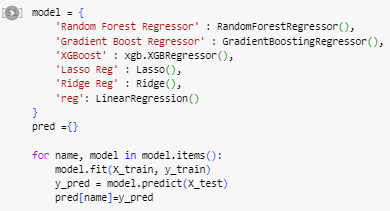 model = {
'Random Forest Regressor' : RandomForestRegressor(),
'Gradient Boost Regressor' : GradientBoostingRegressor(),
'XGBoost' : xgb.XGBRegressor(),
'Lasso Reg' : Lasso(),
'Ridge Reg' : Ridge(),
'reg': LinearRegression()
}
pred ={}
for name, model in model.items():
model.fit(X_train, y_train)
y_pred = model.predict(X_test)
pred[name]=y_pred